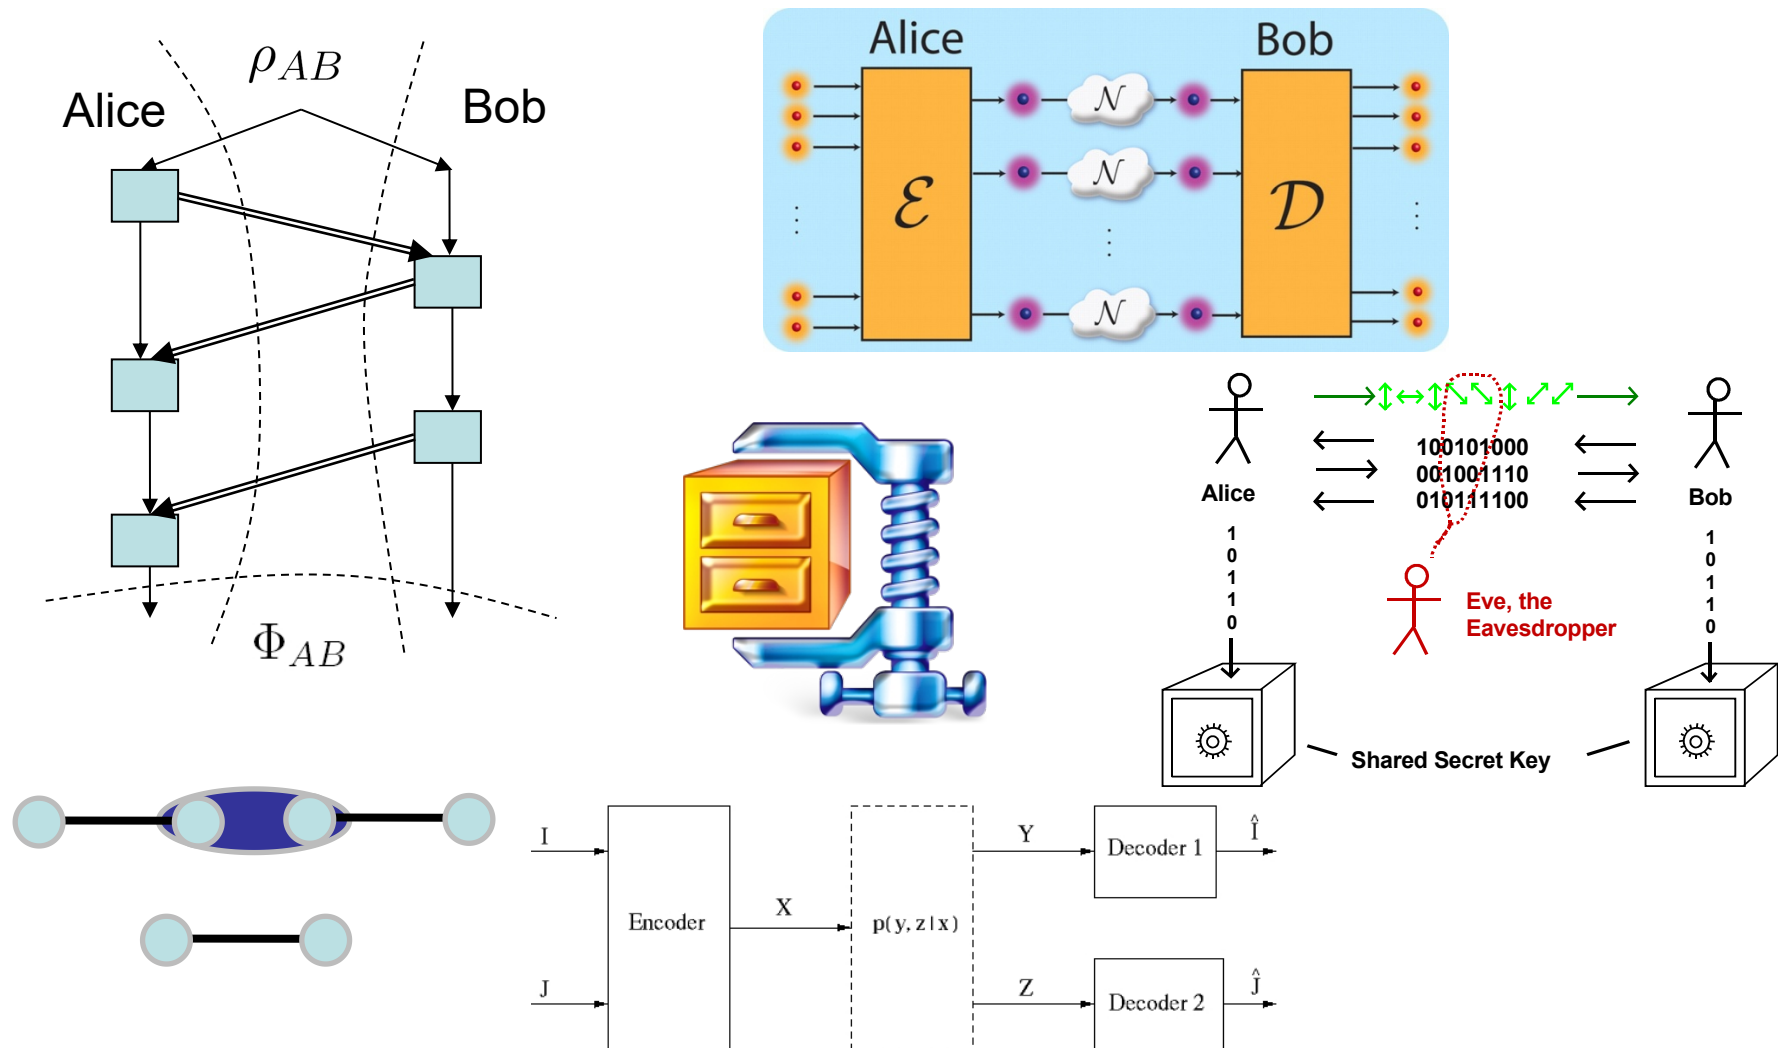 ρ_AB
Alice
Bob
Φ_AB
Alice
Bob
ℰ
𝒩
𝒩
𝒩
𝒟
100101000
001001110
010111100
Alice
Bob
1
0
1
1
0
1
0
1
1
0
Eve, the
Eavesdropper
Shared Secret Key
I
J
Encoder
X
p(y, z|x)
Y
Z
Decoder 1
Decoder 2
Î
Ĵ